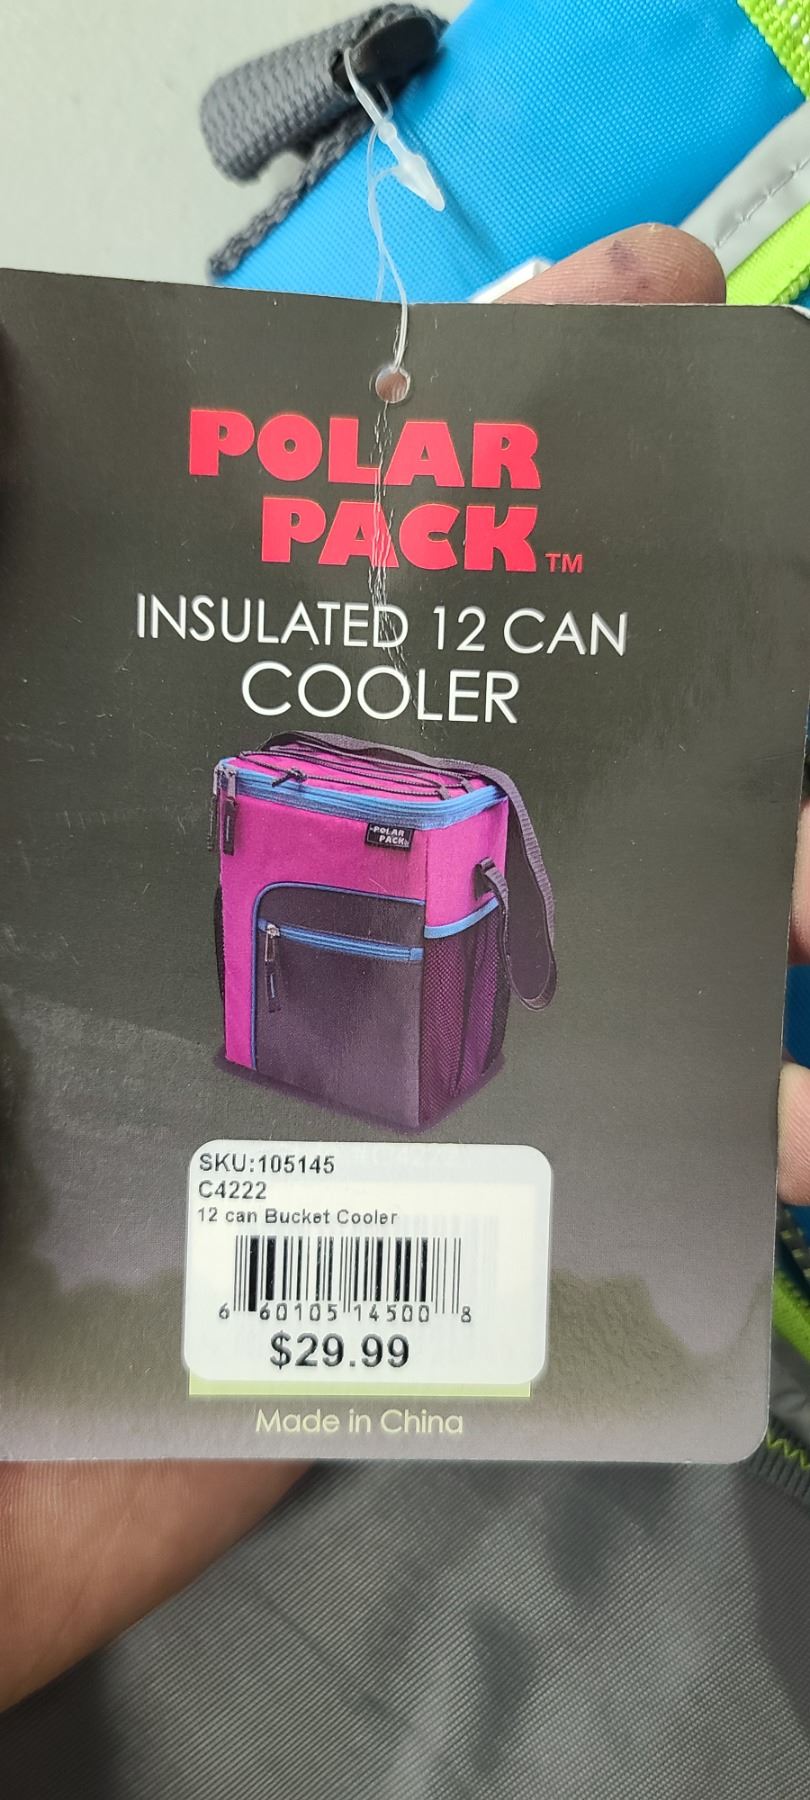 POLAR
PACK™
INSULATED 12 CAN
COOLER
POLAR
PACK
SKU:105145
C4222
12 can Bucket Cooler
6 60105 14500 8
$29.99
Made in China